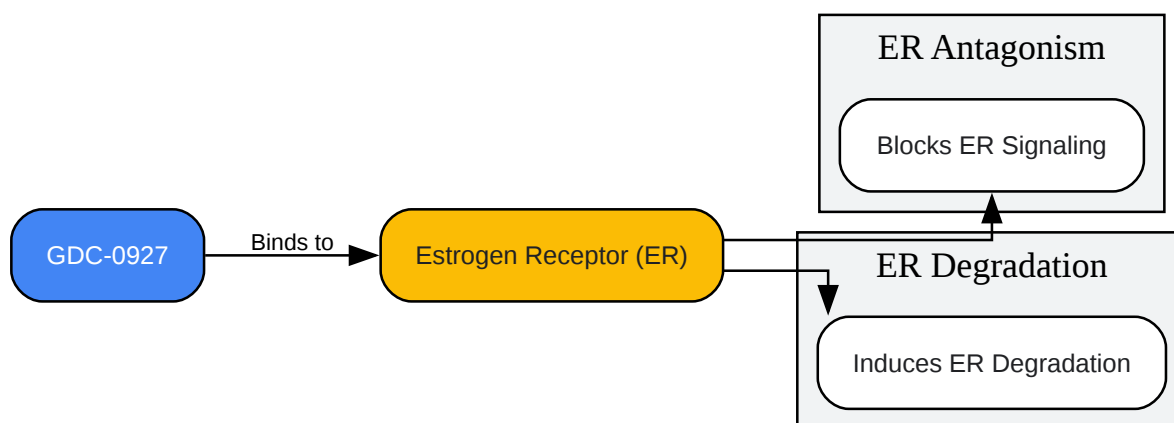 ER Antagonism
Blocks ER Signaling
GDC-0927
Binds to
Estrogen Receptor (ER)
ER Degradation
Induces ER Degradation